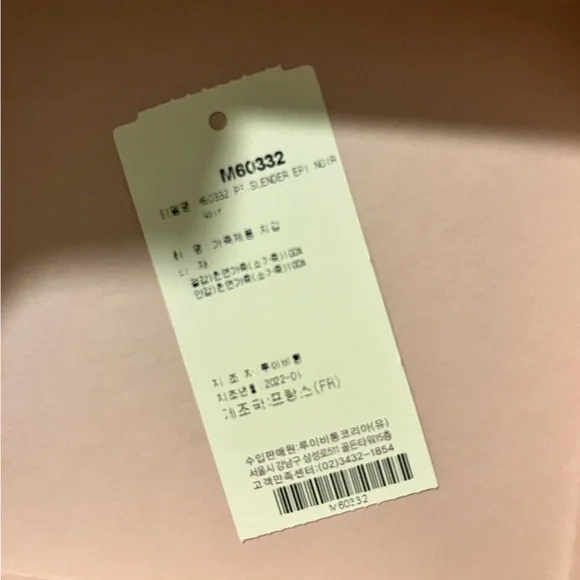 M60332
M60332 PF.SLENDER EPI NOIR
Noir
품 명 가죽제품 지갑
겉감)천연가죽(소가죽)100%
안감)천연가죽(소가죽)100%
제 조 자 루이비통
제조년월 2022-01
제조국:프랑스(FR)
수입판매원:루이비통코리아(유)
서울시 강남구 삼성로511 골든타워15층
고객만족센터:(02)3432-1854
M60332